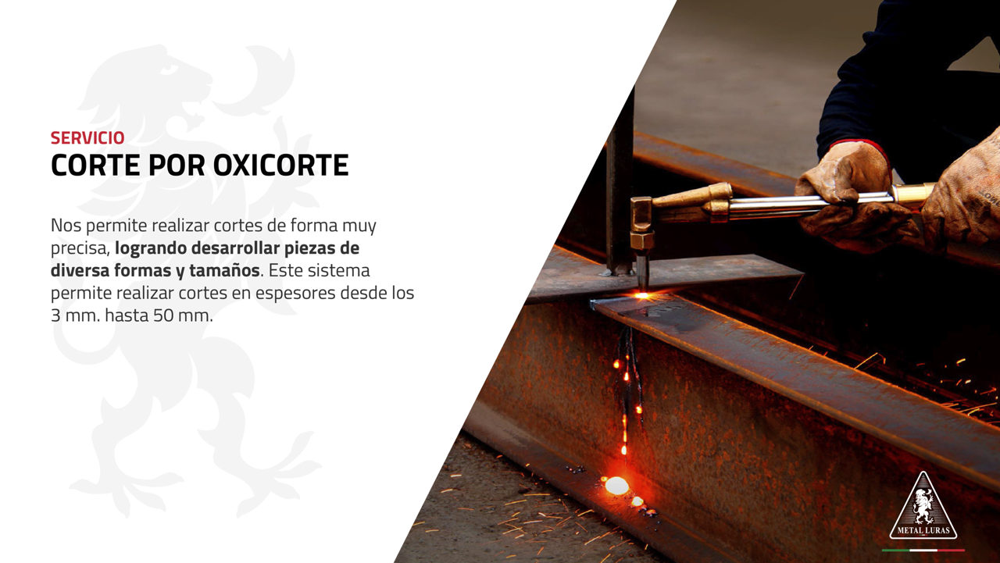 SERVICIO
CORTE POR OXICORTE
Nos permite realizar cortes de forma muy
precisa, logrando desarrollar piezas de
diversa formas y tamaños. Este sistema
permite realizar cortes en espesores desde los
3 mm. hasta 50 mm.
METAL LURAS